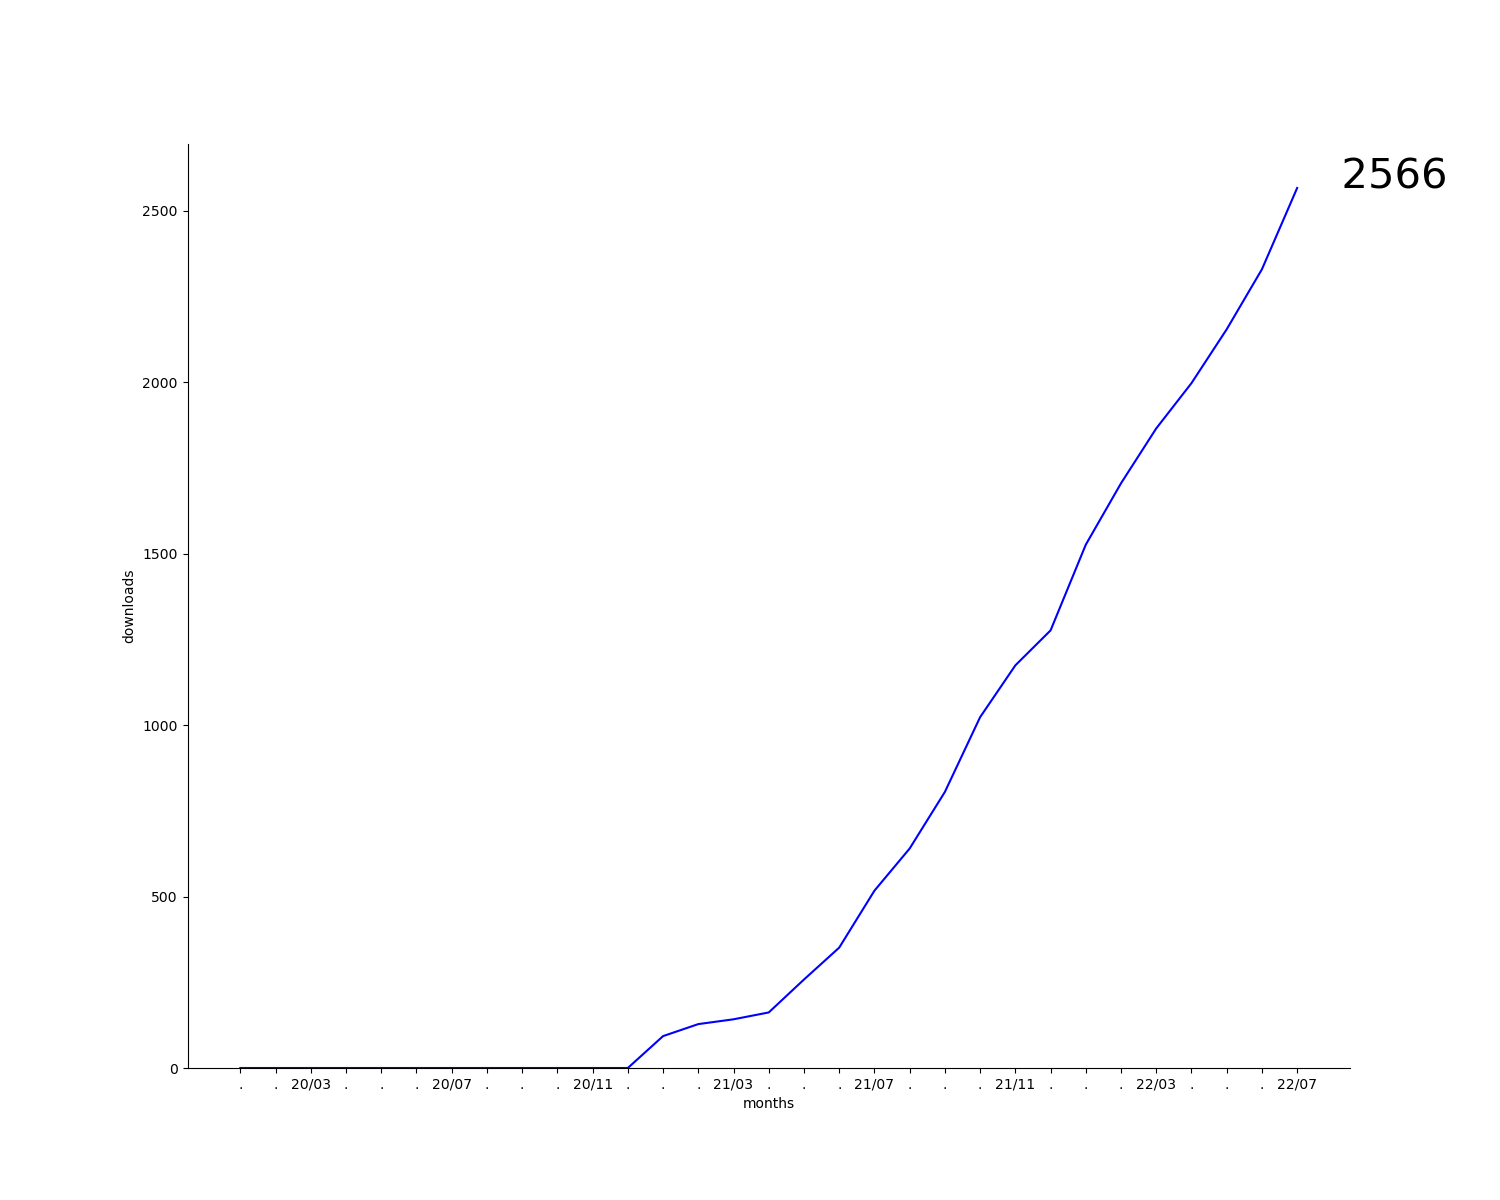 2566
2500
2000
1500
1000
500
0
downloads
. . 20/03 . . . 20/07 . . . 20/11 . . . 21/03 . . . 21/07 . . . 21/11 . . . 22/03 . . . 22/07
months